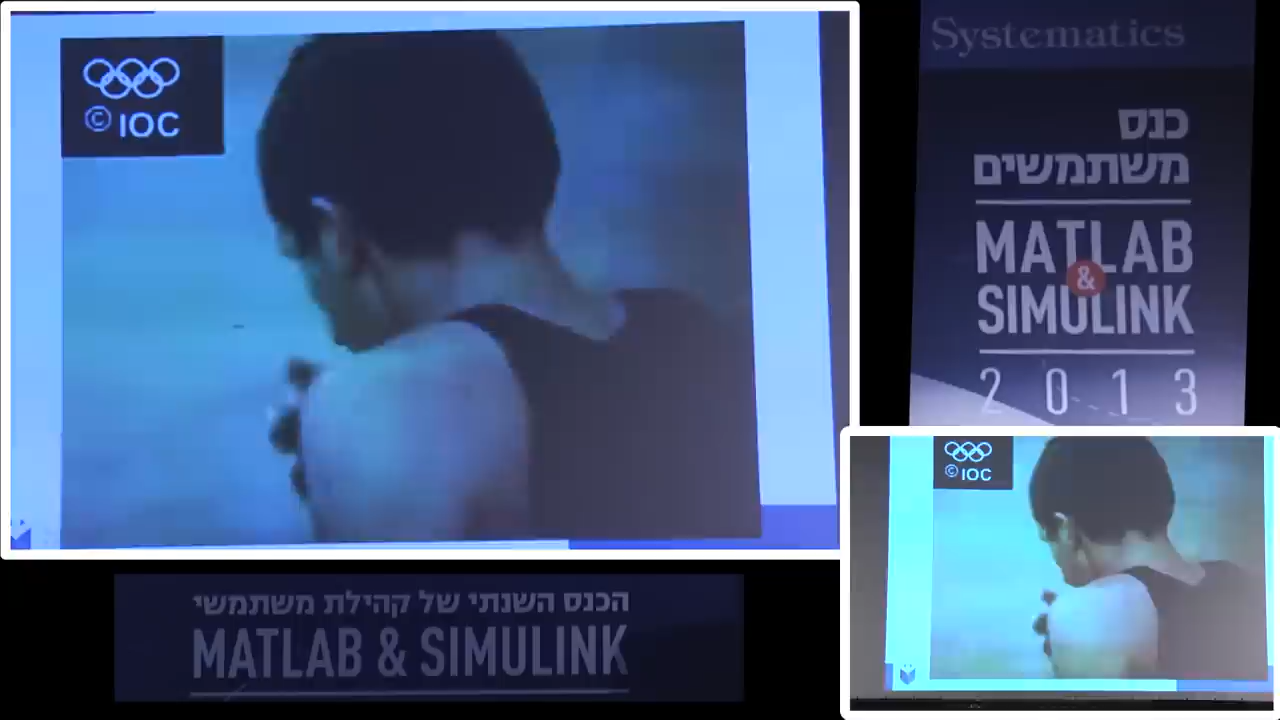 © IOC
Systematics
כנס
משתמשים
MATLAB
&
SIMULINK
2013
© IOC
הכנס השנתי של קהילת משתמשי
MATLAB & SIMULINK